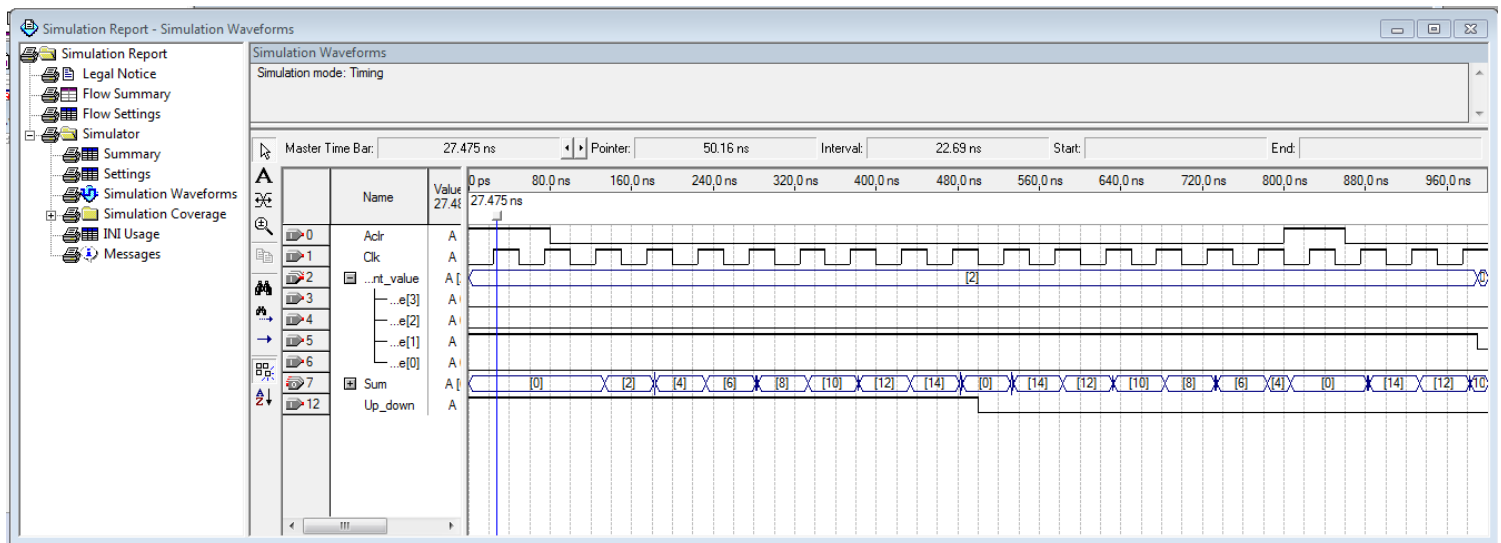 Simulation Report - Simulation Waveforms
Simulation Report
Legal Notice
Flow Summary
Flow Settings
Simulator
Summary
Settings
Simulation Waveforms
Simulation Coverage
INI Usage
Messages
Simulation Waveforms
Simulation mode: Timing
Master Time Bar: 27.475 ns Pointer: 50.16 ns Interval: 22.69 ns Start: End:
Name Value 27.48
0 ps 80.0 ns 160.0 ns 240.0 ns 320.0 ns 400.0 ns 480.0 ns 560.0 ns 640.0 ns 720.0 ns 800.0 ns 880.0 ns 960.0 ns
27.475 ns
0 Aclr A
1 Clk A
2 ...nt_value A [ [2]
3 ...e[3] A
4 ...e[2] A
5 ...e[1] A
6 ...e[0] A
7 Sum A [ [0] [2] [4] [6] [8] [10] [12] [14] [0] [14] [12] [10] [8] [6] [4] [0] [14] [12] [10
12 Up_down A